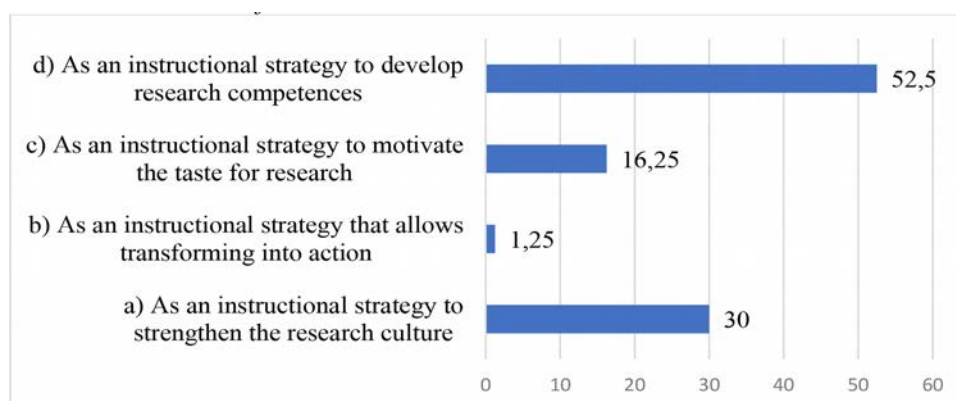 d) As an instructional strategy to develop
research competences
52,5
c) As an instructional strategy to motivate
the taste for research
16,25
b) As an instructional strategy that allows
transforming into action
1,25
a) As an instructional strategy to
strengthen the research culture
30
0 10 20 30 40 50 60